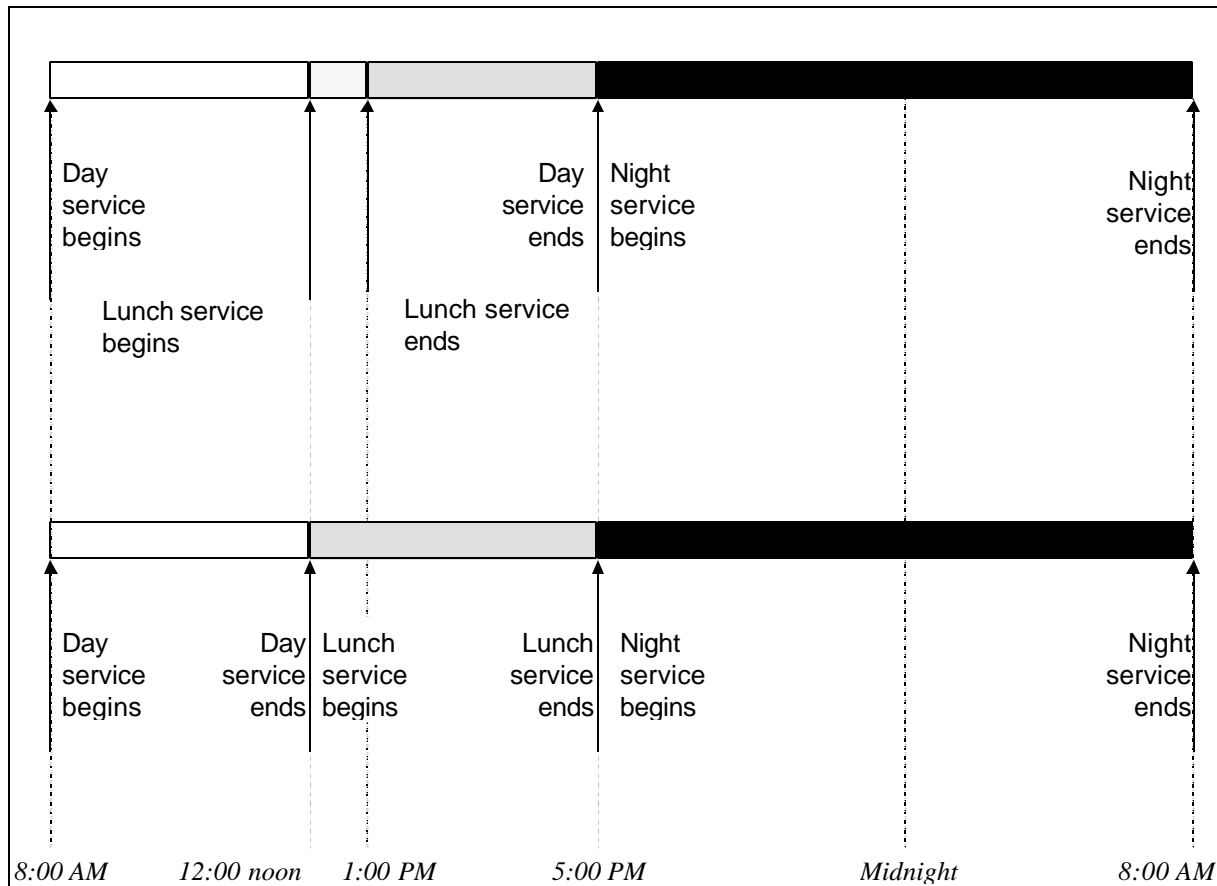 Day
service
begins
Day
service
ends
Night
service
begins
Night
service
ends
Lunch service
begins
Lunch service
ends
Day
service
begins
Day
service
ends
Lunch
service
begins
Lunch
service
ends
Night
service
begins
Night
service
ends
8:00 AM 12:00 noon 1:00 PM 5:00 PM Midnight 8:00 AM